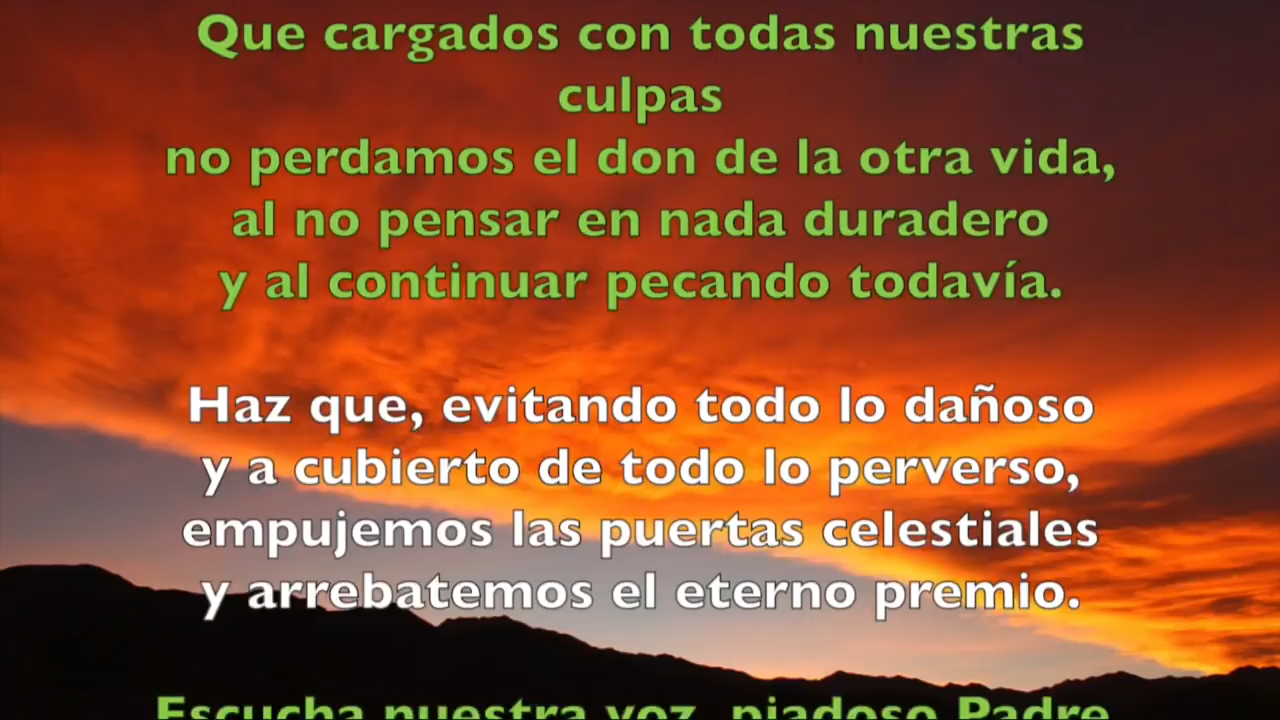 Que cargados con todas nuestras
culpas
no perdamos el don de la otra vida,
al no pensar en nada duradero
y al continuar pecando todavía.
Haz que, evitando todo lo dañoso
y a cubierto de todo lo perverso,
empujemos las puertas celestiales
y arrebatemos el eterno premio.
Escucha nuestra voz, piadoso Padre